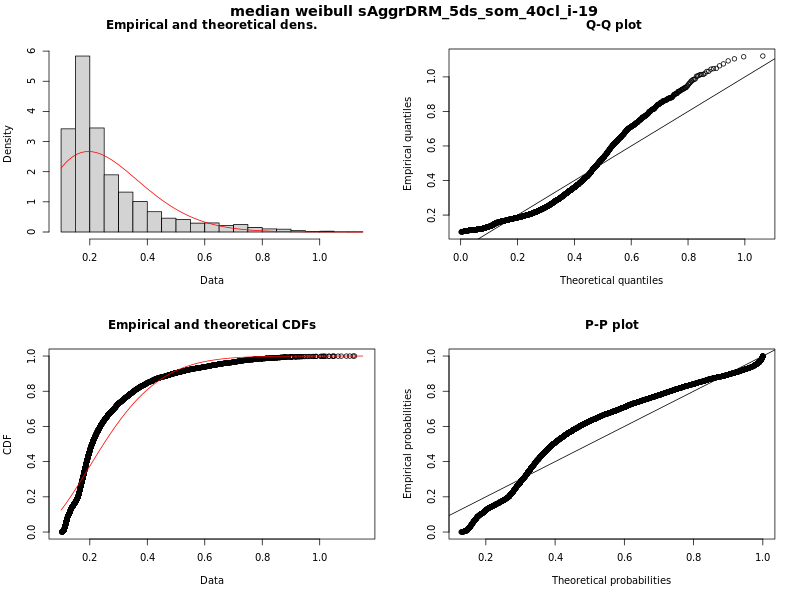 median weibull sAggrDRM_5ds_som_40cl_i-19
Empirical and theoretical dens.
Density
0 1 2 3 4 5 6
0.2 0.4 0.6 0.8 1.0
Data
Q-Q plot
Empirical quantiles
0.2 0.4 0.6 0.8 1.0
0.0 0.2 0.4 0.6 0.8 1.0
Theoretical quantiles
Empirical and theoretical CDFs
CDF
0.0 0.2 0.4 0.6 0.8 1.0
0.2 0.4 0.6 0.8 1.0
Data
P-P plot
Empirical probabilities
0.0 0.2 0.4 0.6 0.8 1.0
0.2 0.4 0.6 0.8 1.0
Theoretical probabilities